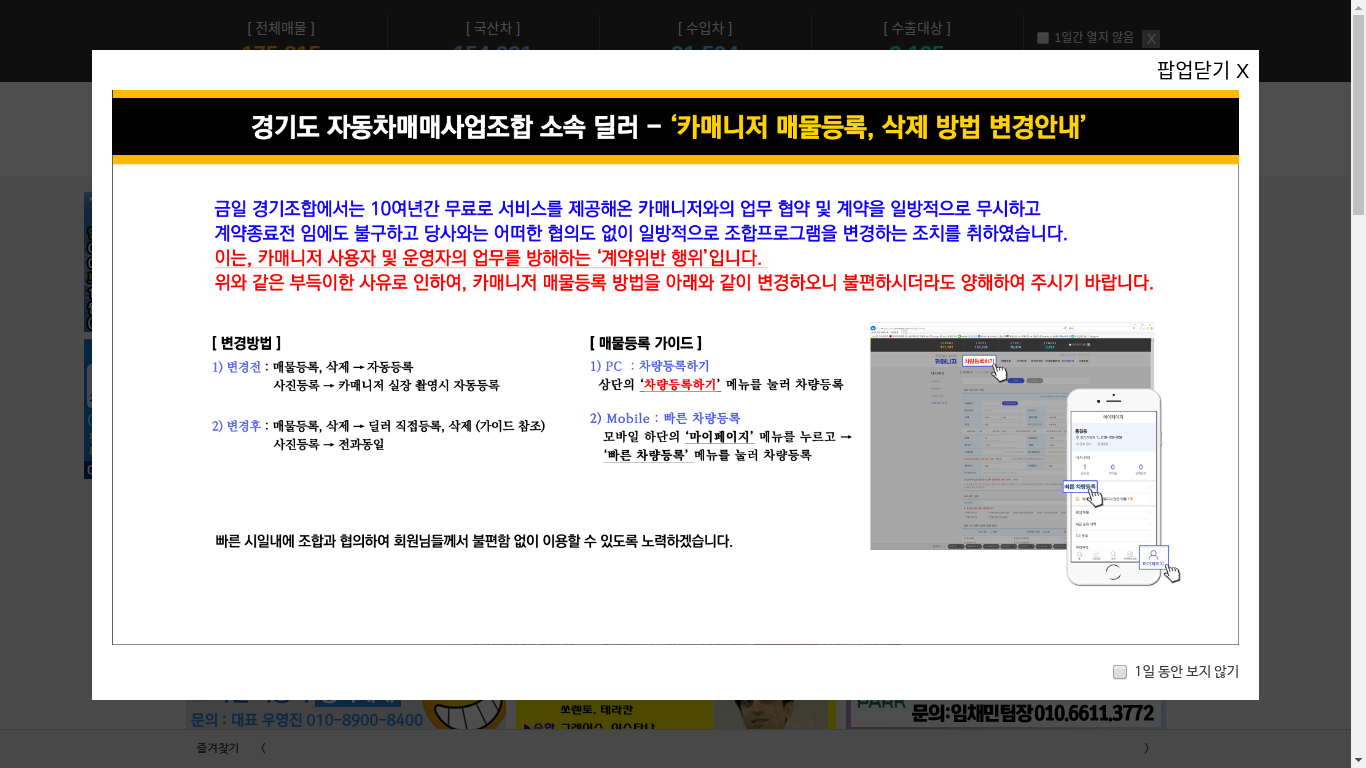 [ 전체매물 ]
[ 국산차 ]
[ 수입차 ]
[ 수출대상 ]
1일간 열지 않음 X
팝업닫기 X
경기도 자동차매매사업조합 소속 딜러 – ‘카매니저 매물등록, 삭제 방법 변경안내’
금일 경기조합에서는 10여년간 무료로 서비스를 제공해온 카매니저와의 업무 협약 및 계약을 일방적으로 무시하고
계약종료전 임에도 불구하고 당사와는 어떠한 협의도 없이 일방적으로 조합프로그램을 변경하는 조치를 취하였습니다.
이는, 카매니저 사용자 및 운영자의 업무를 방해하는 ‘계약위반 행위’입니다.
위와 같은 부득이한 사유로 인하여, 카매니저 매물등록 방법을 아래와 같이 변경하오니 불편하시더라도 양해하여 주시기 바랍니다.
[ 변경방법 ]
1) 변경전 : 매물등록, 삭제 → 자동등록
사진등록 → 카매니저 실장 촬영시 자동등록
2) 변경후 : 매물등록, 삭제 → 딜러 직접등록, 삭제 (가이드 참조)
사진등록 → 전과동일
[ 매물등록 가이드 ]
1) PC : 차량등록하기
상단의 ‘차량등록하기’ 메뉴를 눌러 차량등록
2) Mobile : 빠른 차량등록
모바일 하단의 ‘마이페이지’ 메뉴를 누르고 →
‘빠른 차량등록’ 메뉴를 눌러 차량등록
차량등록하기
마이페이지
빠른 차량등록
마이페이지
빠른 시일내에 조합과 협의하여 회원님들께서 불편함 없이 이용할 수 있도록 노력하겠습니다.
1일 동안 보지 않기
문의 : 대표 우영진 010-8900-8400
쏘렌토, 테라칸
PARK
문의:임채민팀장 010.6611.3772
즐겨찾기 〈 〉